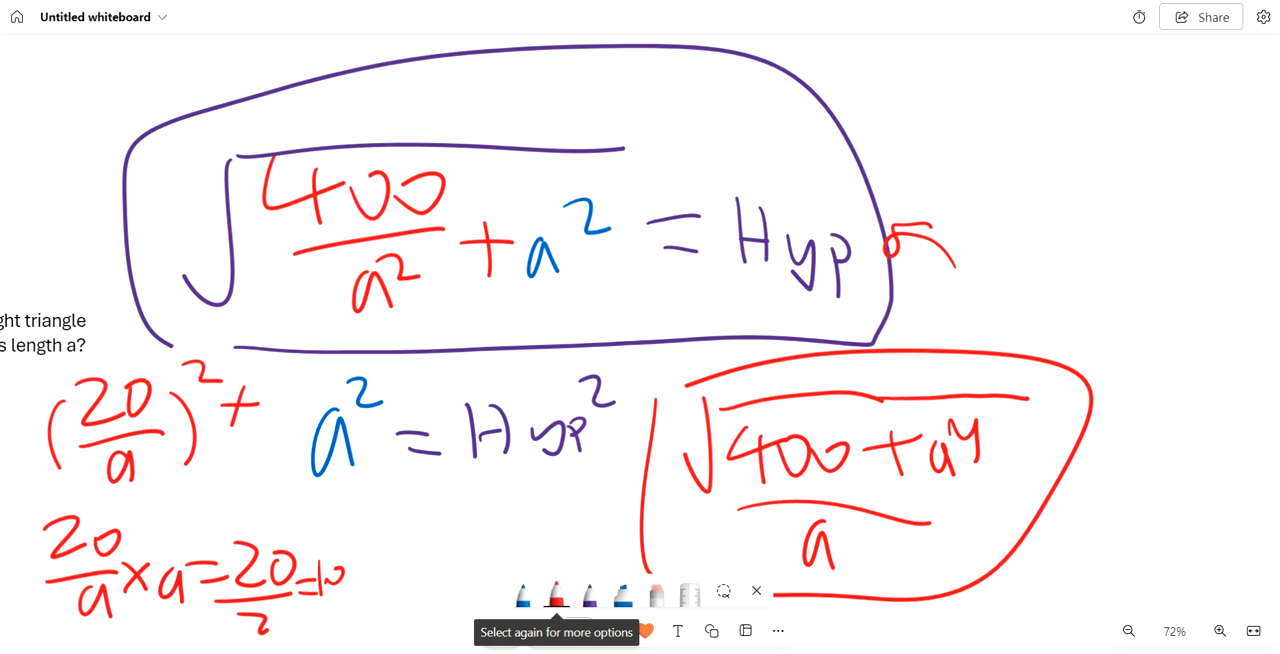 Untitled whiteboard
Share
√(400/a² + a²) = Hyp
ght triangle
s length a?
(20/a)² + a² = Hyp²
√(400 + a⁴)/a
20/a × a = 20/2 = 10
Select again for more options
T
72%